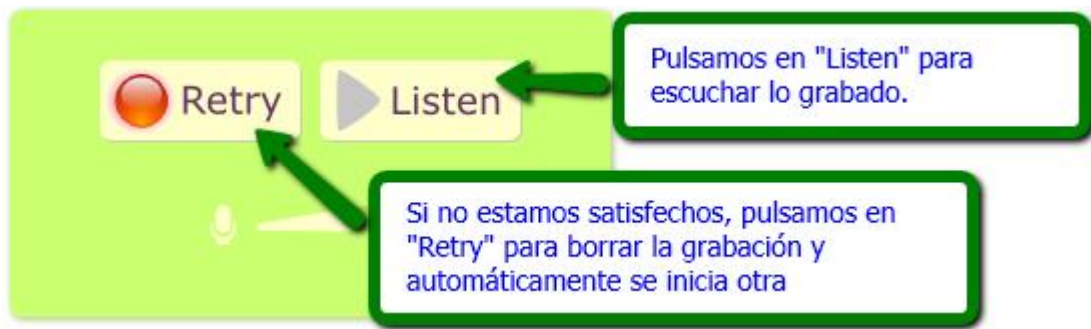 Retry
Listen
Pulsamos en "Listen" para
escuchar lo grabado.
Si no estamos satisfechos, pulsamos en
"Retry" para borrar la grabación y
automáticamente se inicia otra